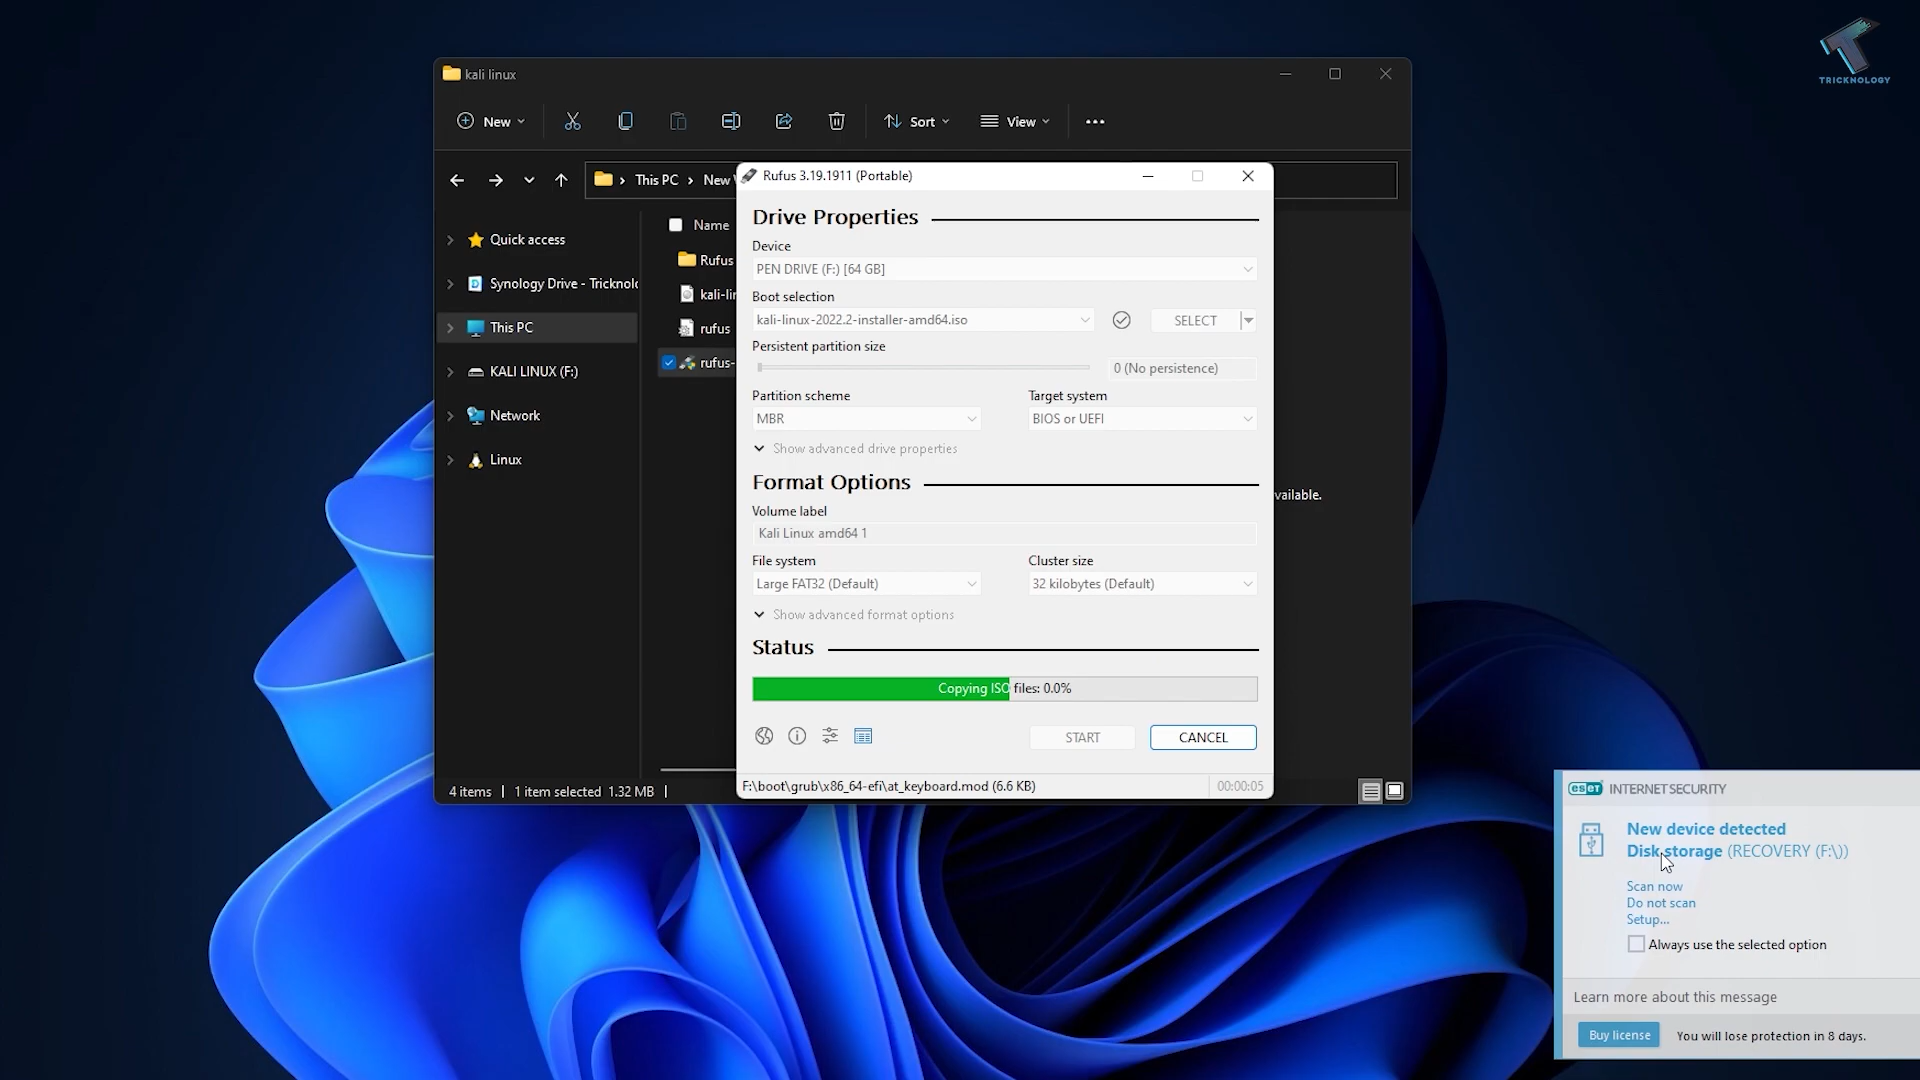 TRICKNOLOGY
kali linux
New
Sort
View
This PC
New
Quick access
Synology Drive - Tricknolo
This PC
KALI LINUX (F:)
Network
Linux
Name
Rufus
kali-lin
rufus
rufus-
vailable.
4 items
1 item selected 1.32 MB
Rufus 3.19.1911 (Portable)
Drive Properties
Device
PEN DRIVE (F:) [64 GB]
Boot selection
kali-linux-2022.2-installer-amd64.iso
SELECT
Persistent partition size
0 (No persistence)
Partition scheme
Target system
MBR
BIOS or UEFI
Show advanced drive properties
Format Options
Volume label
Kali Linux amd64 1
File system
Cluster size
Large FAT32 (Default)
32 kilobytes (Default)
Show advanced format options
Status
Copying ISO files: 0.0%
START
CANCEL
F:\boot\grub\x86_64-efi\at_keyboard.mod (6.6 KB)
00:00:05
eseT INTERNET SECURITY
New device detected
Disk storage (RECOVERY (F:\))
Scan now
Do not scan
Setup...
Always use the selected option
Learn more about this message
Buy license
You will lose protection in 8 days.